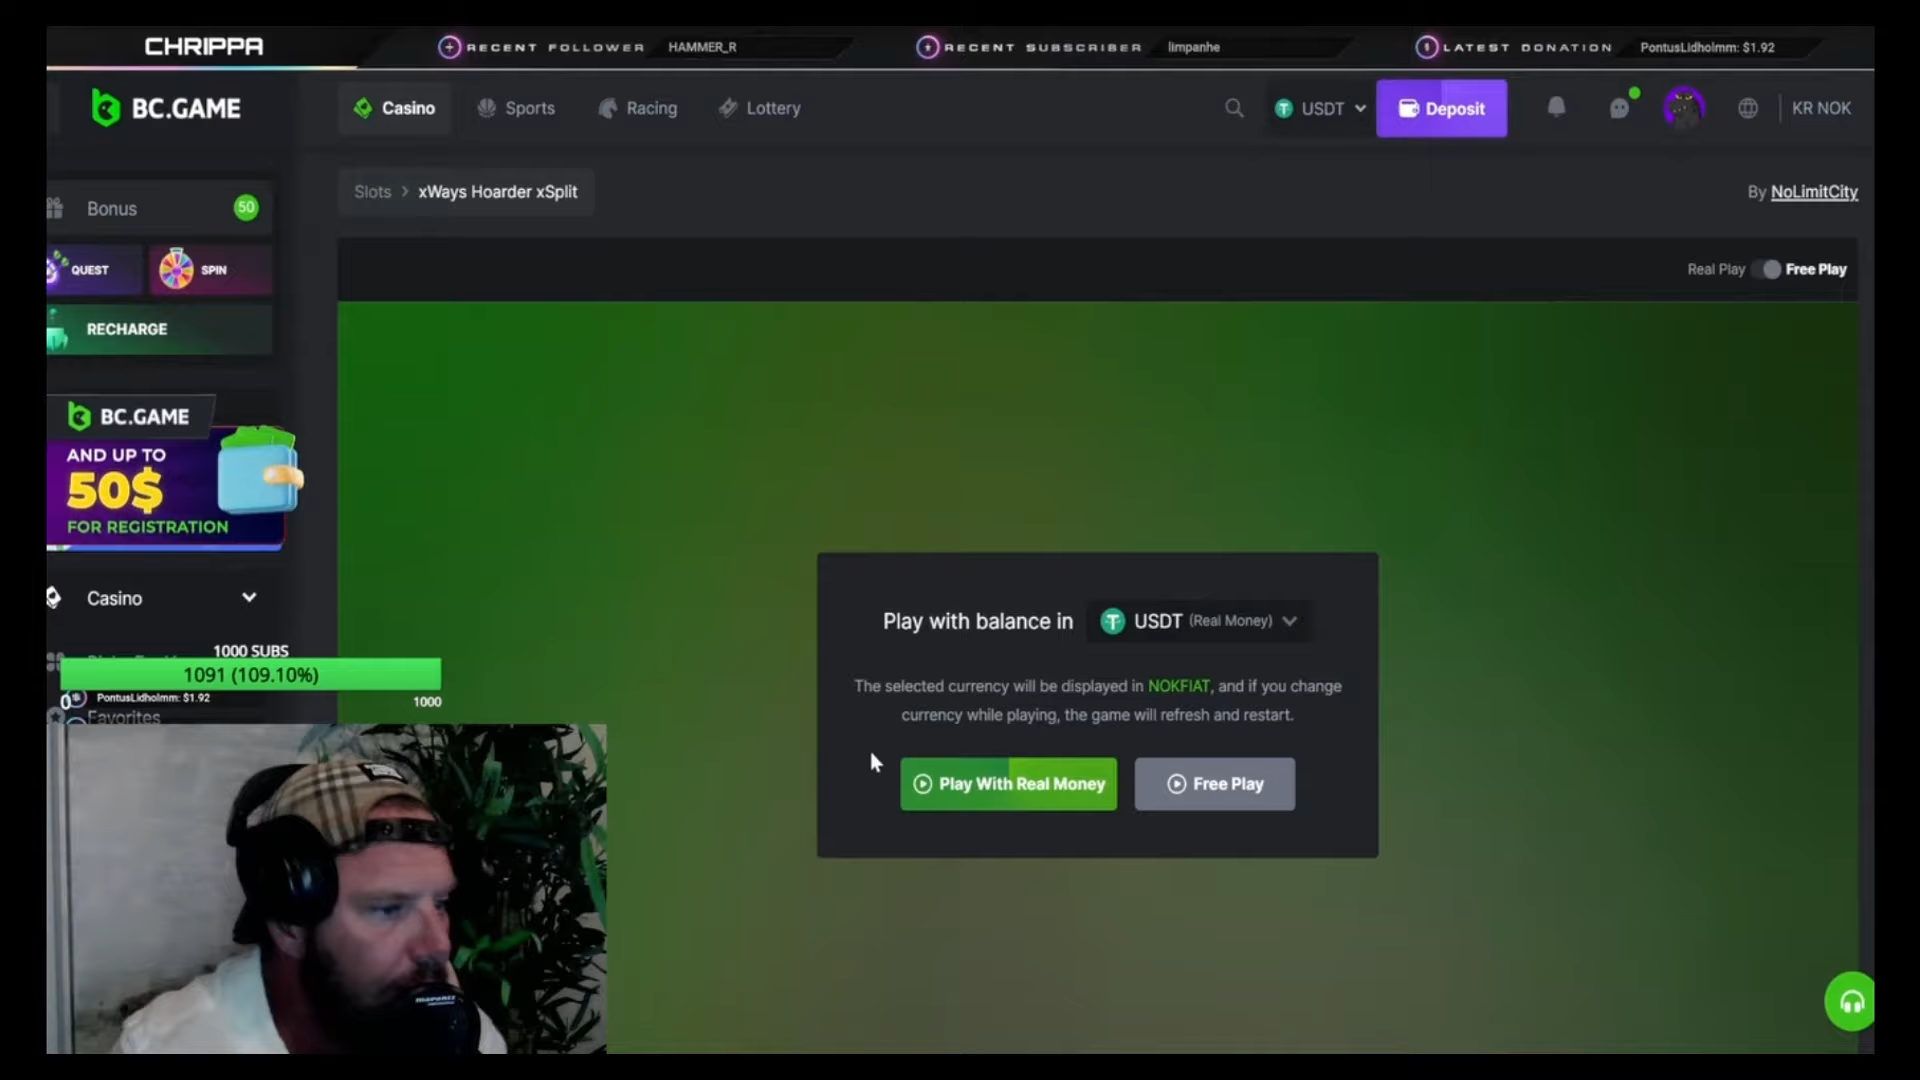 CHRIPPA
RECENT FOLLOWER HAMMER_R
RECENT SUBSCRIBER limpanhe
LATEST DONATION PontusLidholmm: $1.92
BC.GAME
Casino
Sports
Racing
Lottery
USDT
Deposit
KR NOK
Slots > xWays Hoarder xSplit
By NoLimitCity
Bonus 50
QUEST
SPIN
RECHARGE
Real Play Free Play
BC.GAME
AND UP TO
50$
FOR REGISTRATION
Casino
1000 SUBS
1091 (109.10%)
0 PontusLidholmm: $1.92
1000
Favorites
Play with balance in USDT (Real Money)
The selected currency will be displayed in NOKFIAT, and if you change
currency while playing, the game will refresh and restart.
Play With Real Money
Free Play